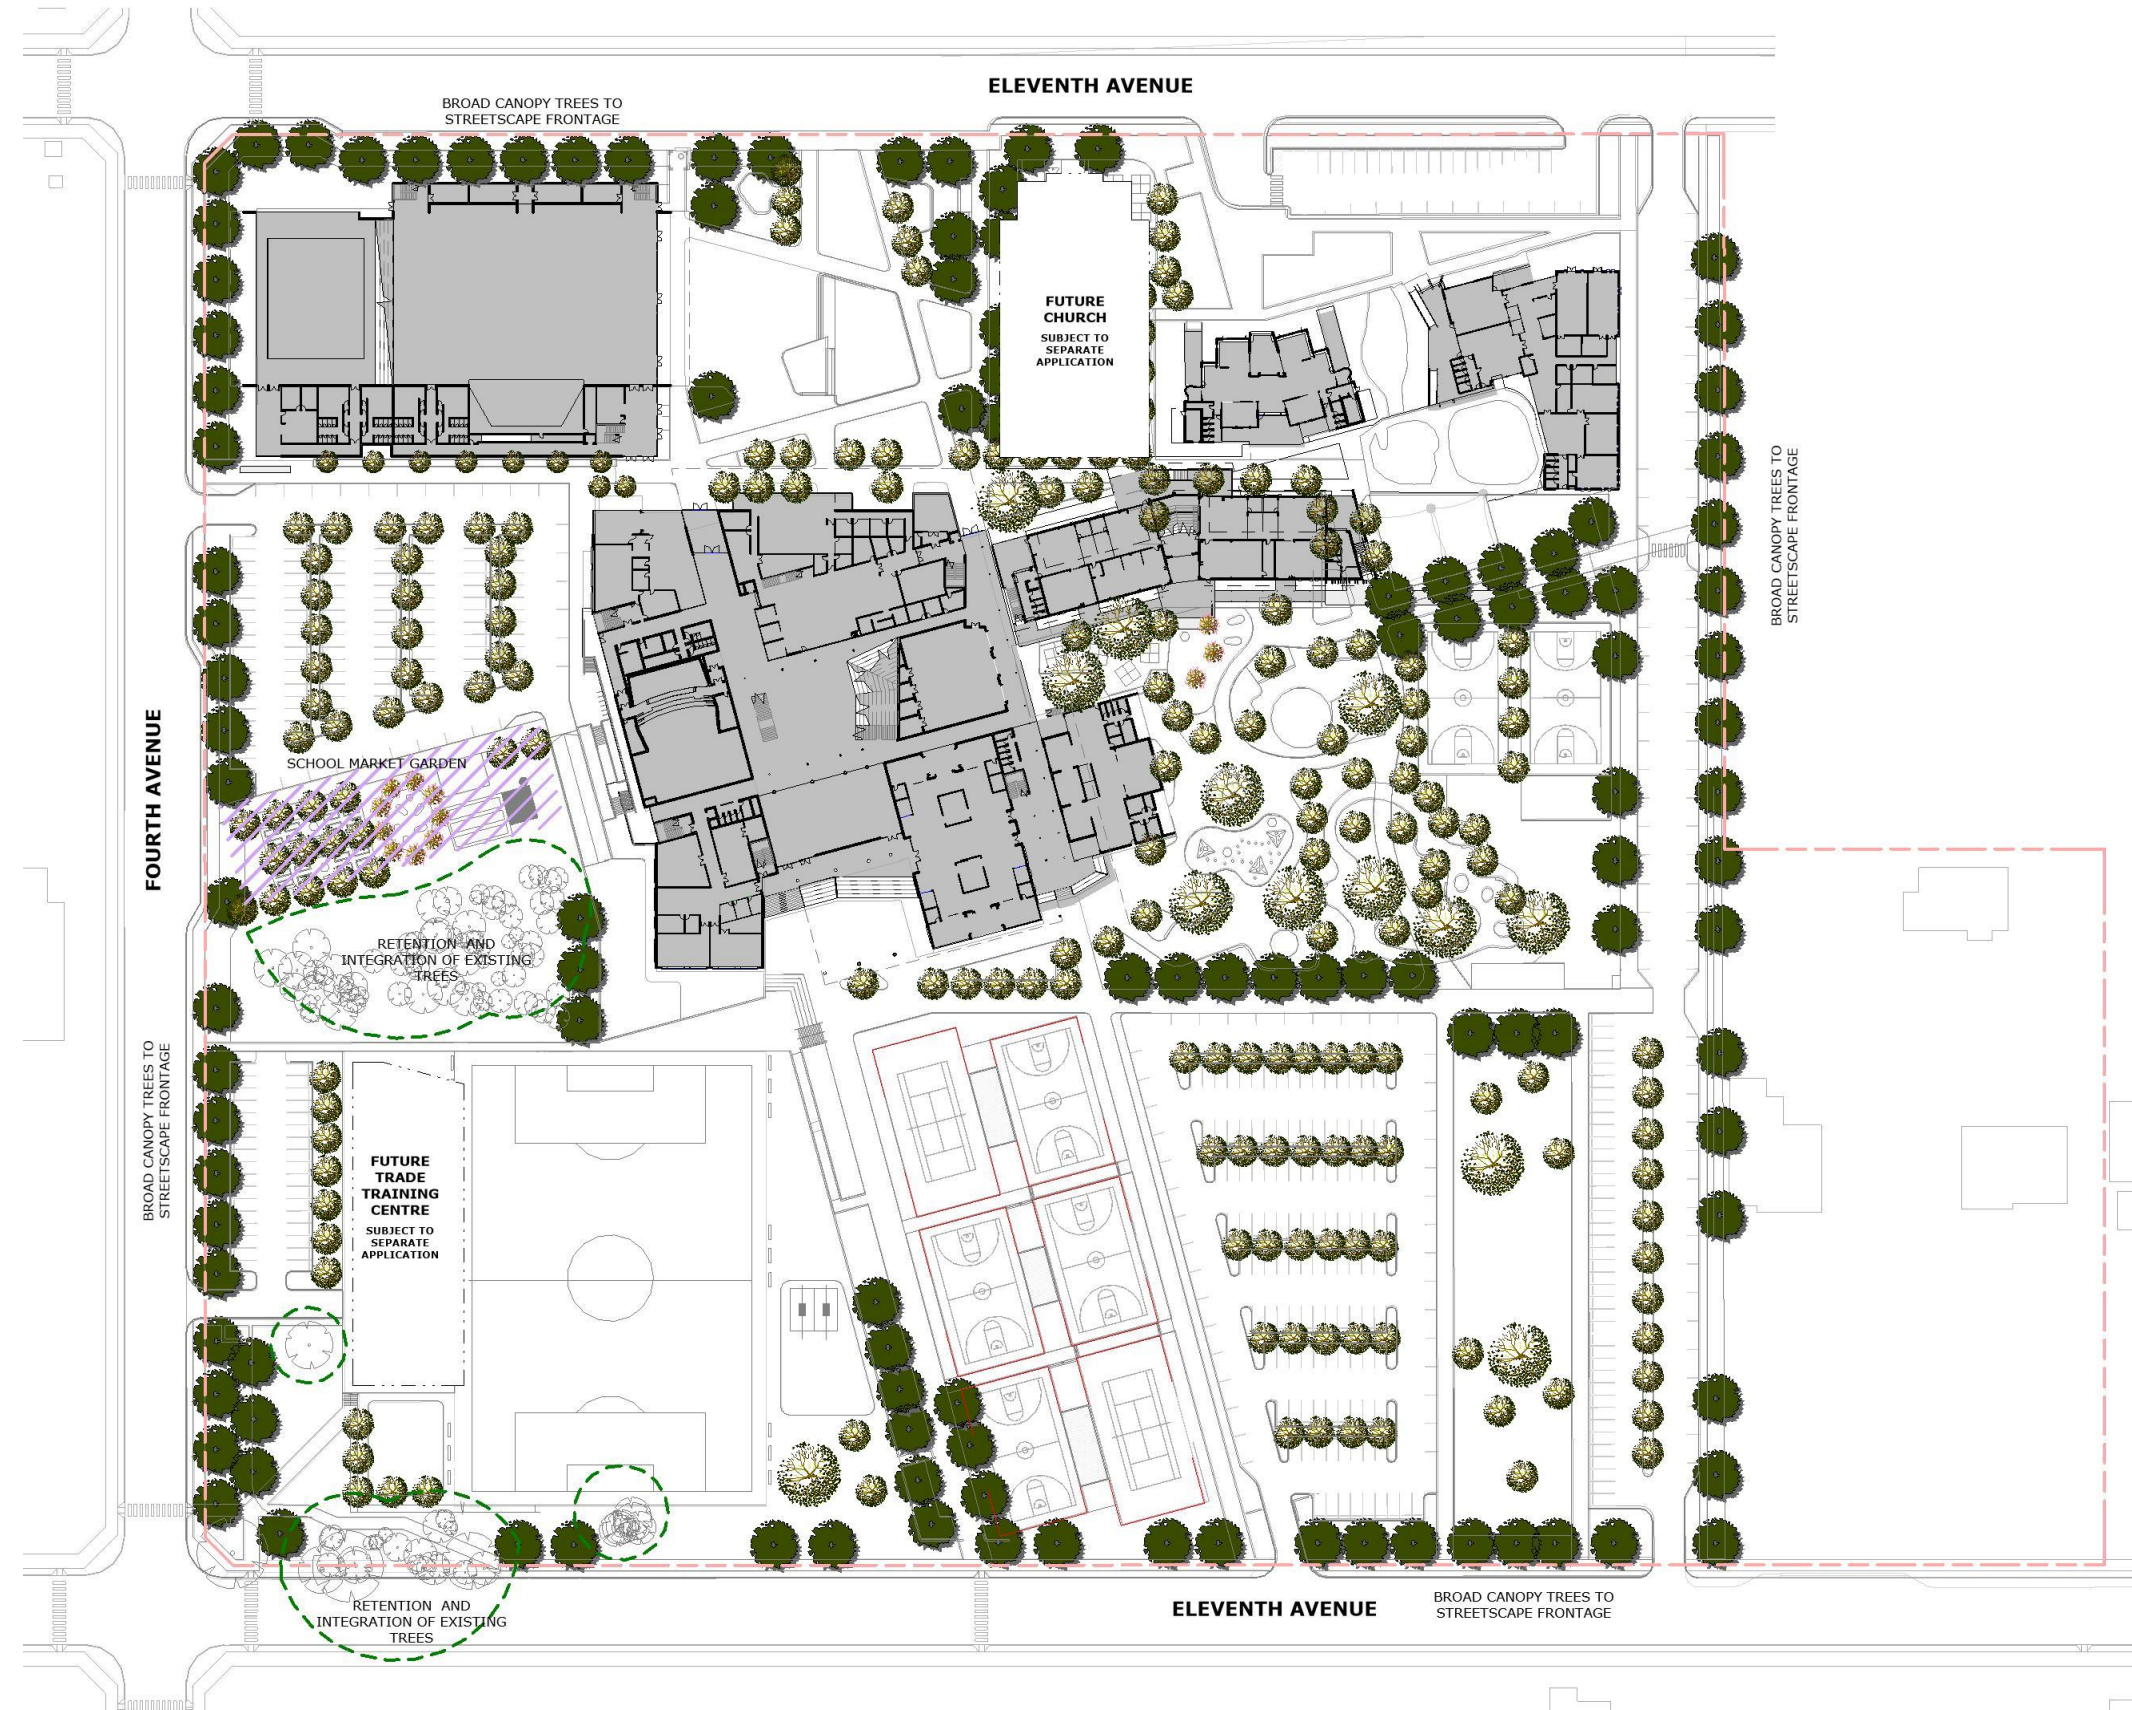 ELEVENTH AVENUE
BROAD CANOPY TREES TO
STREETSCAPE FRONTAGE
FUTURE
CHURCH
SUBJECT TO
SEPARATE
APPLICATION
BROAD CANOPY TREES TO
STREETSCAPE FRONTAGE
FOURTH AVENUE
SCHOOL MARKET GARDEN
RETENTION AND
INTEGRATION OF EXISTING
TREES
BROAD CANOPY TREES TO
STREETSCAPE FRONTAGE
FUTURE
TRADE
TRAINING
CENTRE
SUBJECT TO
SEPARATE
APPLICATION
RETENTION AND
INTEGRATION OF EXISTING
TREES
ELEVENTH AVENUE
BROAD CANOPY TREES TO
STREETSCAPE FRONTAGE